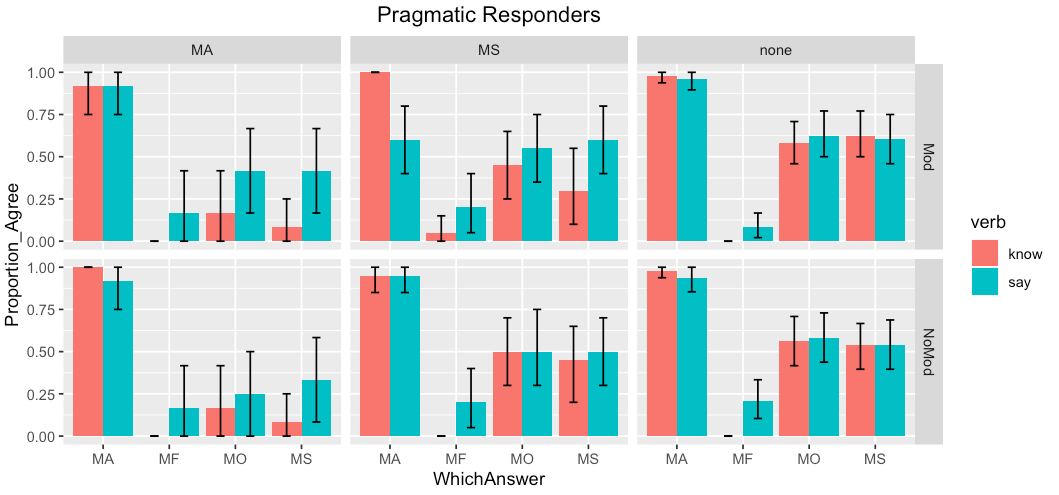 Pragmatic Responders
MA MS none
1.00
0.75
0.50
0.25
0.00
Mod
1.00
0.75
0.50
0.25
0.00
NoMod
Proportion_Agree
MA MF MO MS MA MF MO MS MA MF MO MS
WhichAnswer
verb
know
say